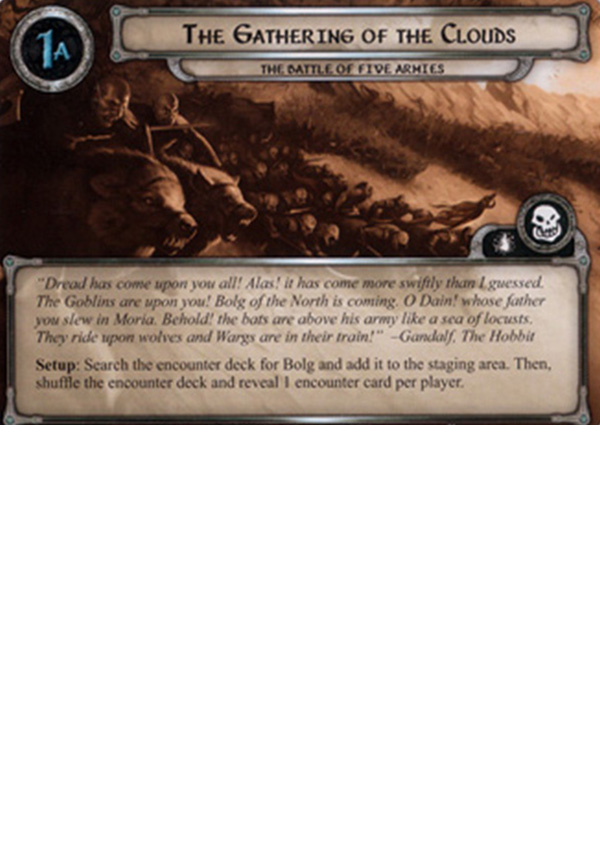 1A
THE GATHERING OF THE CLOUDS
THE BATTLE OF FIVE ARMIES
"Dread has come upon you all! Alas! it has come more swiftly than I guessed.
The Goblins are upon you! Bolg of the North is coming. O Dain! whose father
you slew in Moria. Behold! the bats are above his army like a sea of locusts.
They ride upon wolves and Wargs are in their train!" –Gandalf, The Hobbit
Setup: Search the encounter deck for Bolg and add it to the staging area. Then,
shuffle the encounter deck and reveal 1 encounter card per player.